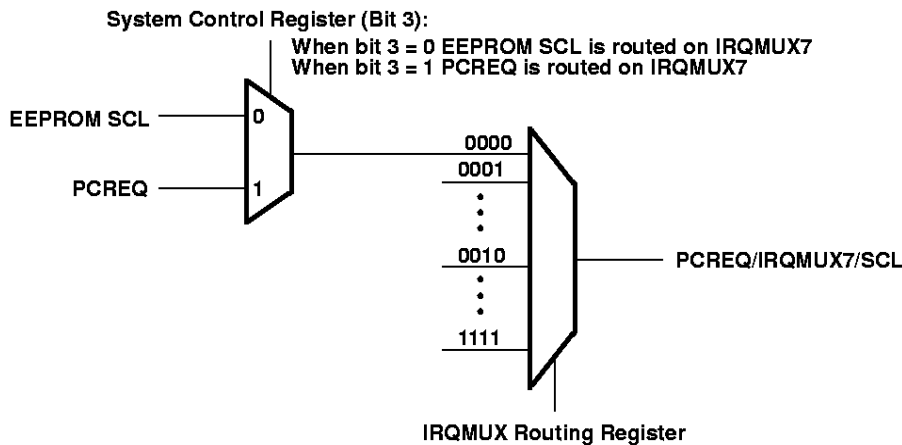 System Control Register (Bit 3):
When bit 3 = 0 EEPROM SCL is routed on IRQMUX7
When bit 3 = 1 PCREQ is routed on IRQMUX7
EEPROM SCL
0
PCREQ
1
0000
0001
0010
1111
PCREQ/IRQMUX7/SCL
IRQMUX Routing Register